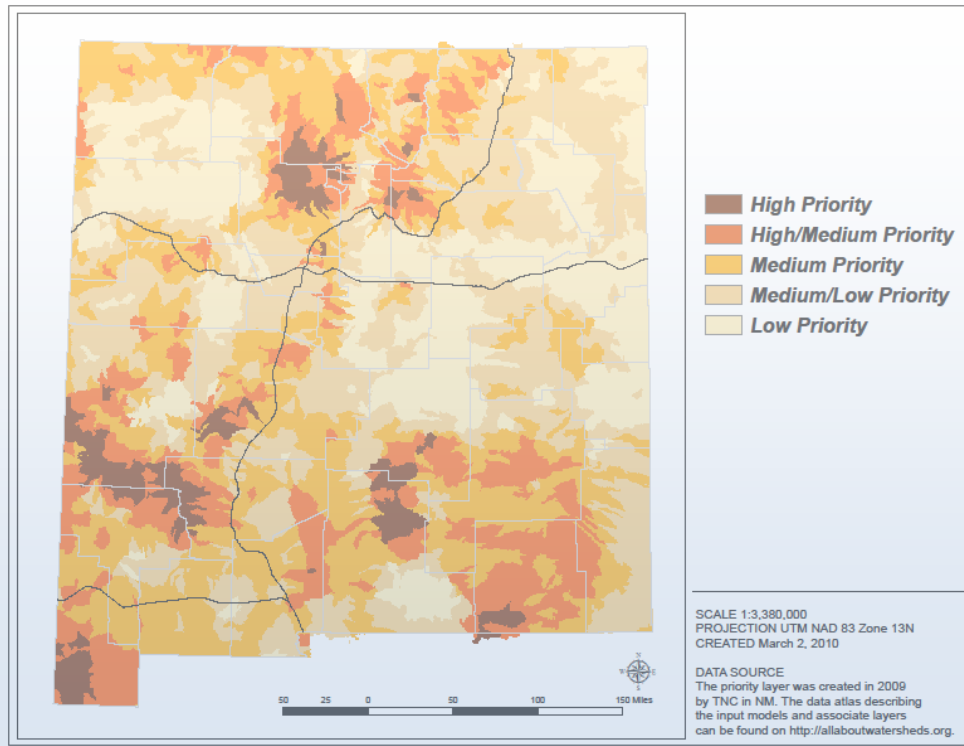 High Priority
High/Medium Priority
Medium Priority
Medium/Low Priority
Low Priority
SCALE 1:3,380,000
PROJECTION UTM NAD 83 Zone 13N
CREATED March 2, 2010
DATA SOURCE
The priority layer was created in 2009
by TNC in NM. The data atlas describing
the input models and associate layers
can be found on http://allaboutwatersheds.org.
N
W E
S
50 25 0 50 100 150 Miles